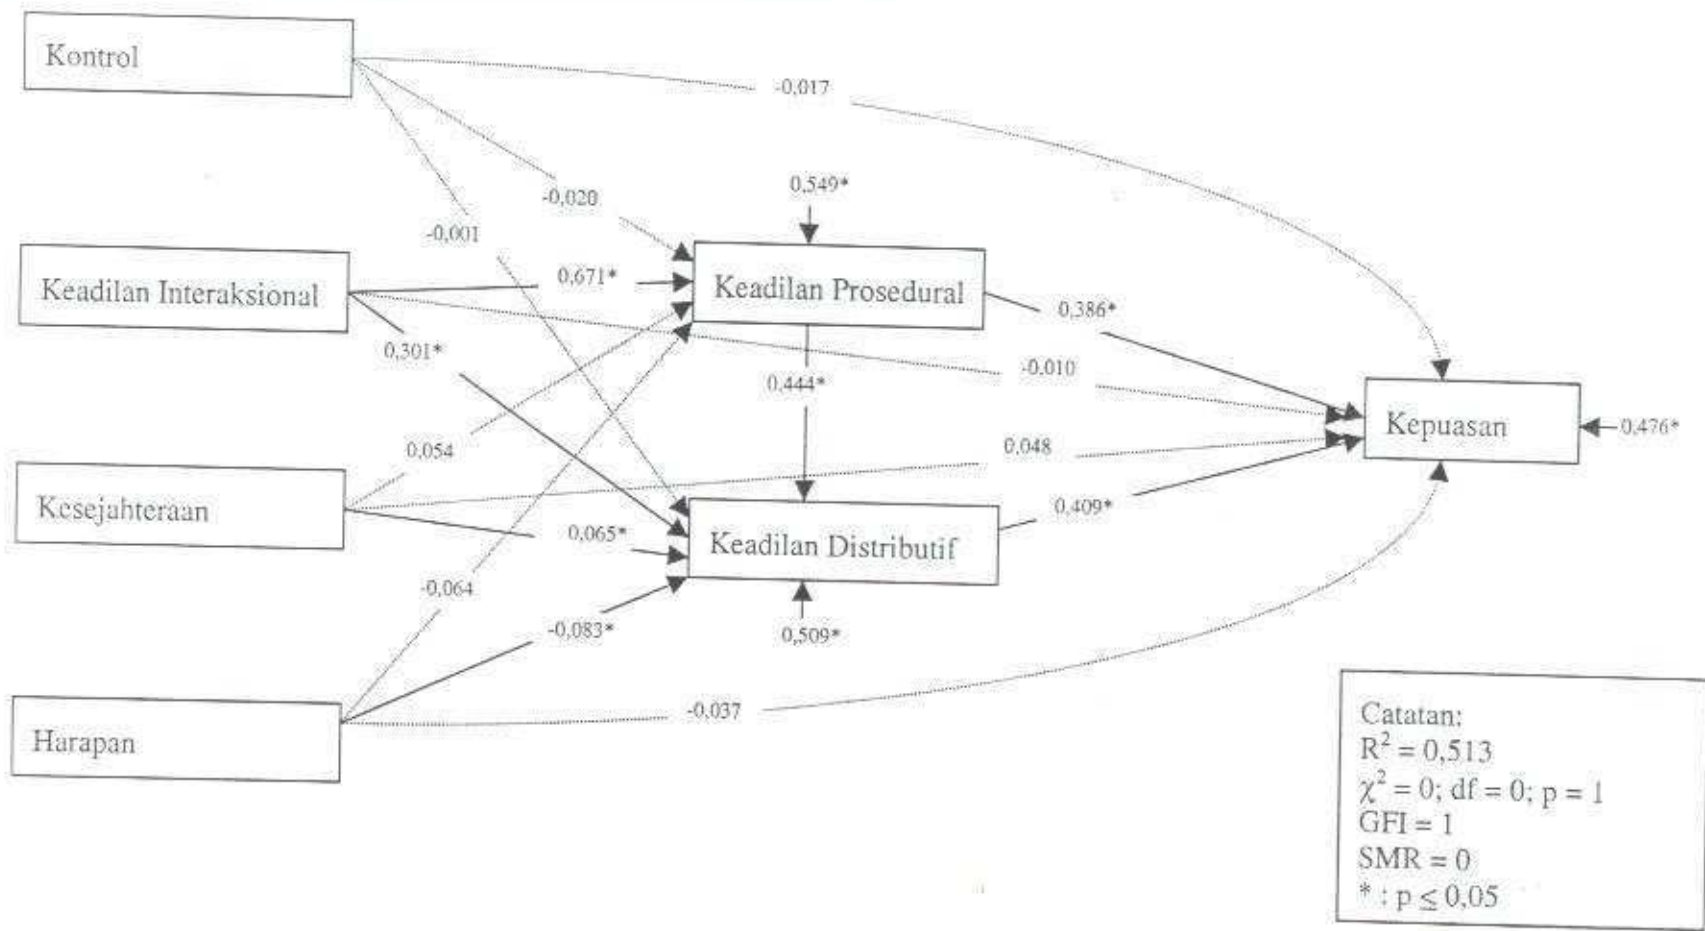 Kontrol
-0,017
-0,020
0,549*
-0,001
Keadilan Interaksional
0,671*
Keadilan Prosedural
0,386*
0,301*
0,444*
-0,010
Kepuasan
0,476*
0,054
0,048
Kesejahteraan
0,065*
Keadilan Distributif
0,409*
-0,064
-0,083*
0,509*
Harapan
-0,037
Catatan:
R² = 0,513
χ² = 0; df = 0; p = 1
GFI = 1
SMR = 0
* : p ≤ 0,05